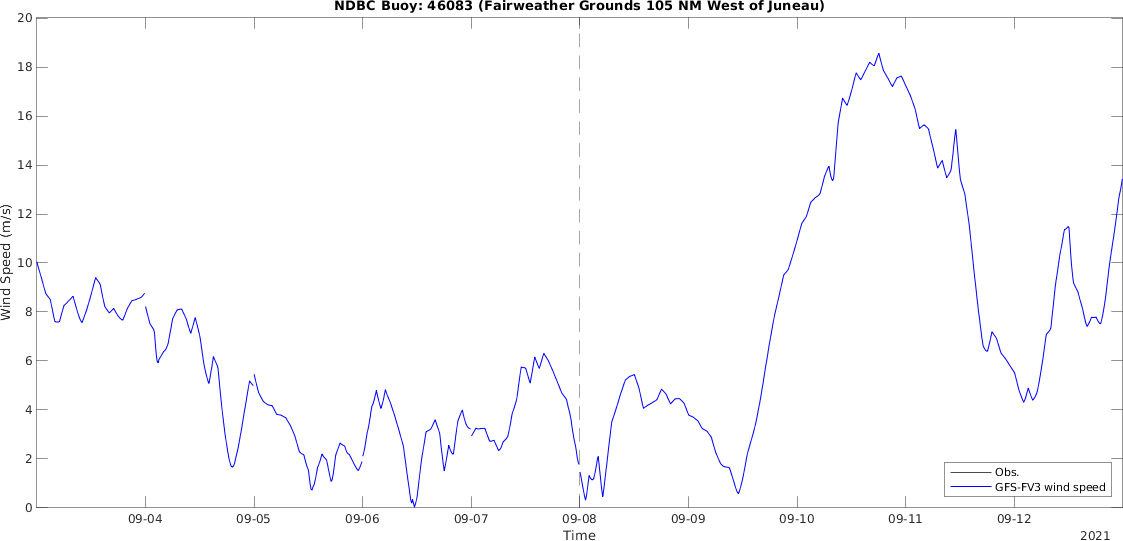 NDBC Buoy: 46083 (Fairweather Grounds 105 NM West of Juneau)
20
18
16
14
12
10
8
6
4
2
0
Wind Speed (m/s)
Obs.
GFS-FV3 wind speed
09-04 09-05 09-06 09-07 09-08 09-09 09-10 09-11 09-12
Time
2021